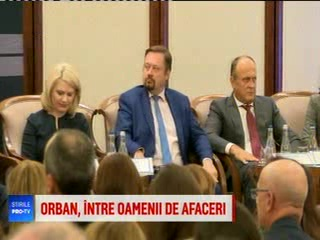 ȘTIRILE
PRO•TV
ORBAN, ÎNTRE OAMENII DE AFACERI